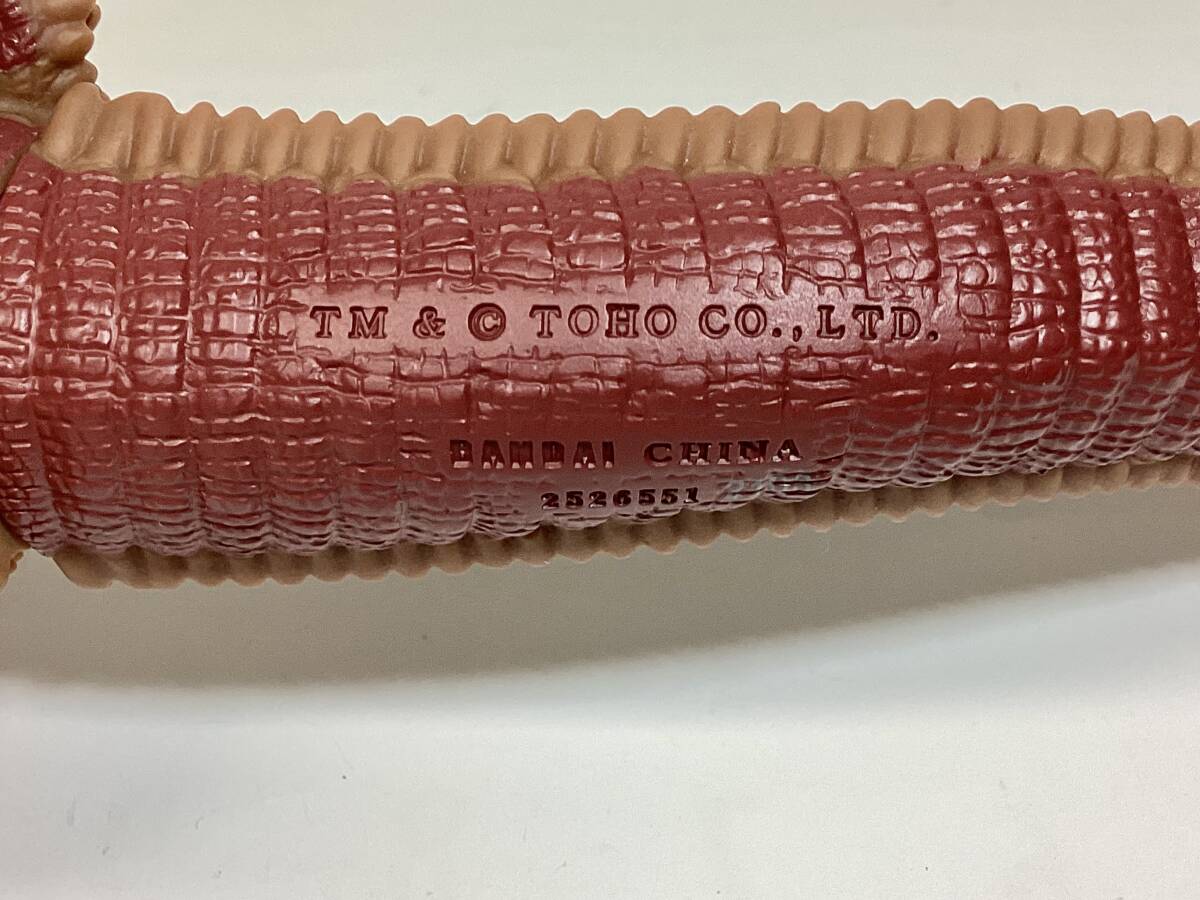 TM & © TOHO CO., LTD.
BANDAI CHINA
2526551